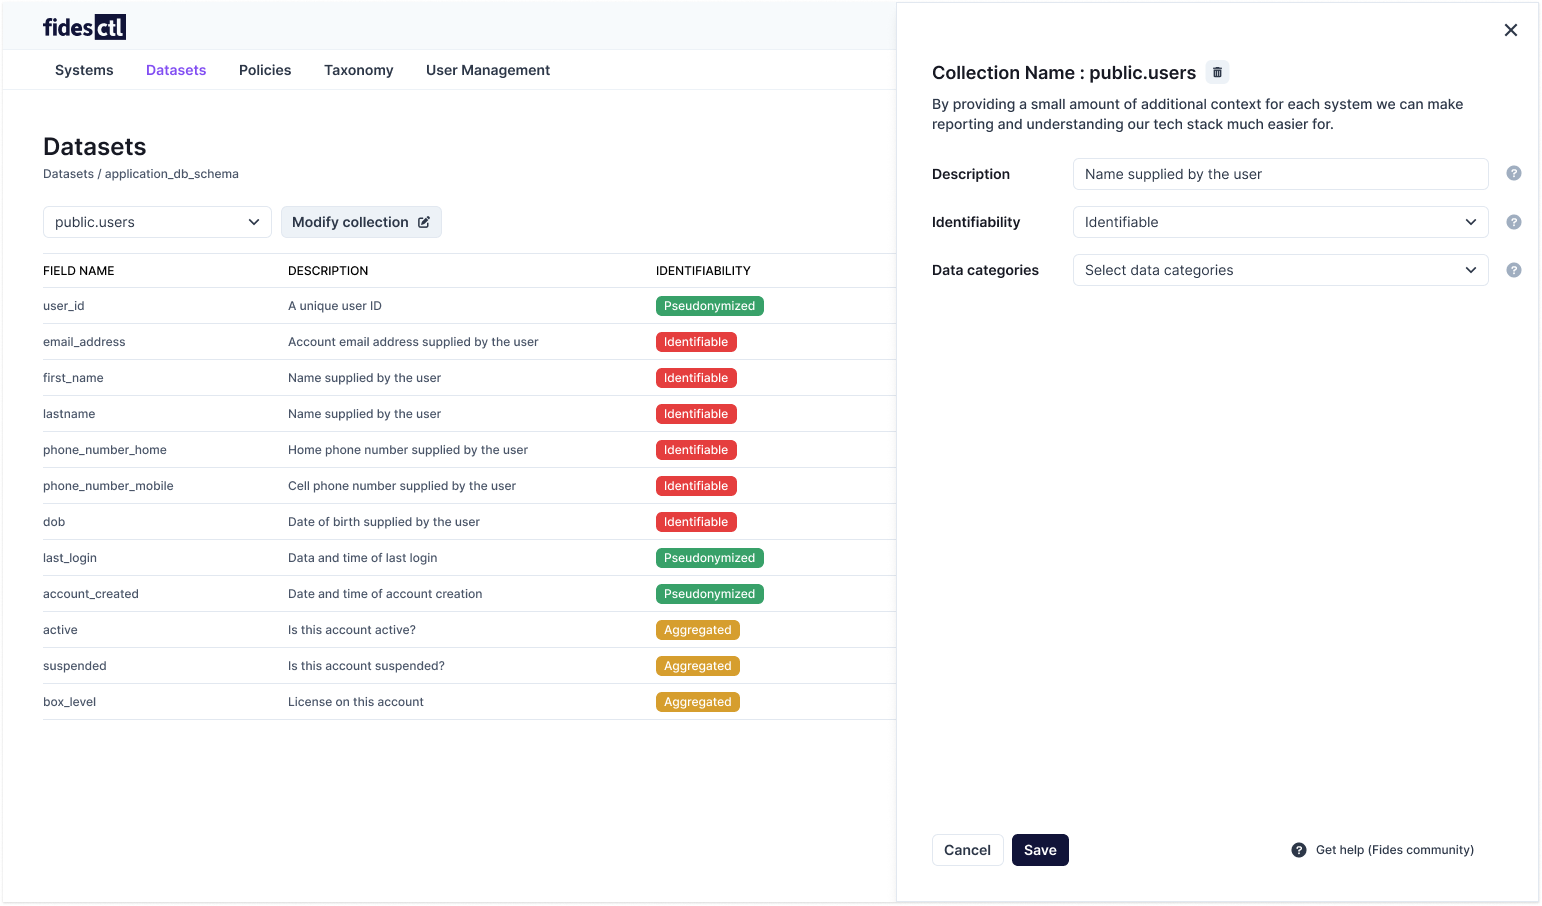 fidesctl
Systems Datasets Policies Taxonomy User Management
Datasets
Datasets / application_db_schema
public.users Modify collection
FIELD NAME DESCRIPTION IDENTIFIABILITY
user_id A unique user ID Pseudonymized
email_address Account email address supplied by the user Identifiable
first_name Name supplied by the user Identifiable
lastname Name supplied by the user Identifiable
phone_number_home Home phone number supplied by the user Identifiable
phone_number_mobile Cell phone number supplied by the user Identifiable
dob Date of birth supplied by the user Identifiable
last_login Data and time of last login Pseudonymized
account_created Date and time of account creation Pseudonymized
active Is this account active? Aggregated
suspended Is this account suspended? Aggregated
box_level License on this account Aggregated
Collection Name : public.users
By providing a small amount of additional context for each system we can make
reporting and understanding our tech stack much easier for.
Description Name supplied by the user ?
Identifiability Identifiable ?
Data categories Select data categories ?
Cancel Save ? Get help (Fides community)